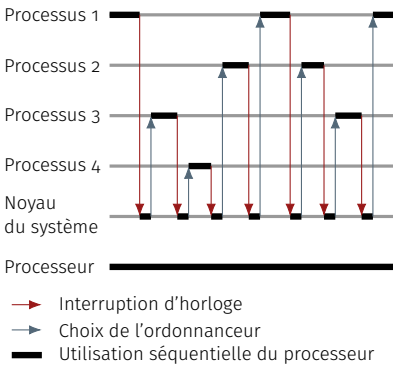 Processus 1
Processus 2
Processus 3
Processus 4
Noyau
du système
Processeur
Interruption d’horloge
Choix de l’ordonnanceur
Utilisation séquentielle du processeur